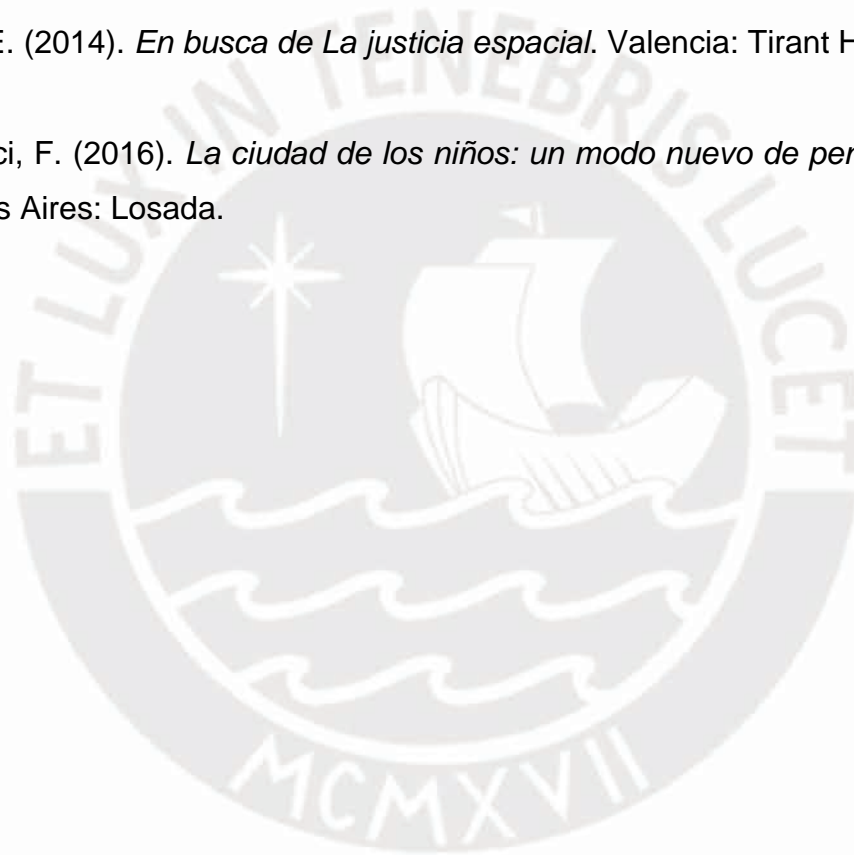 E. (2014). En busca de La justicia espacial. Valencia: Tirant H
ci, F. (2016). La ciudad de los niños: un modo nuevo de per
s Aires: Losada.
ET LUX IN TENEBRIS LUCET
MCMXVII